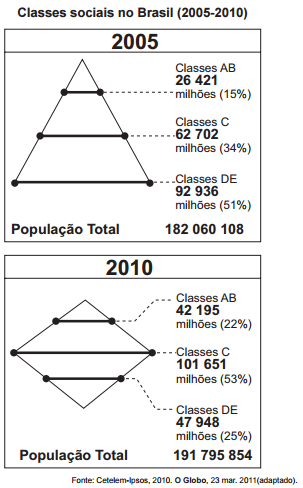 Classes sociais no Brasil (2005-2010)
2005
Classes AB
26 421
milhões (15%)
Classes C
62 702
milhões (34%)
Classes DE
92 936
milhões (51%)
População Total 182 060 108
2010
Classes AB
42 195
milhões (22%)
Classes C
101 651
milhões (53%)
Classes DE
47 948
milhões (25%)
População Total 191 795 854
Fonte: Cetelem-Ipsos, 2010. O Globo, 23 mar. 2011(adaptado).